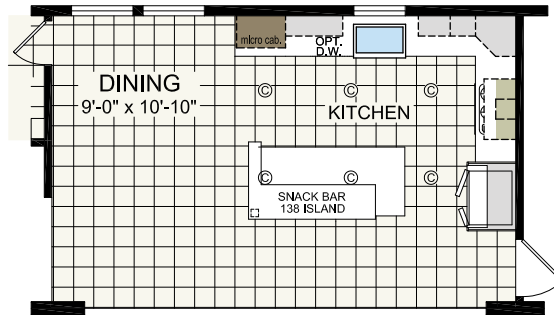 micro cab.
OPT.
D.W.
DINING
9'-0" x 10'-10"
© © ©
KITCHEN
© © ©
SNACK BAR
138 ISLAND